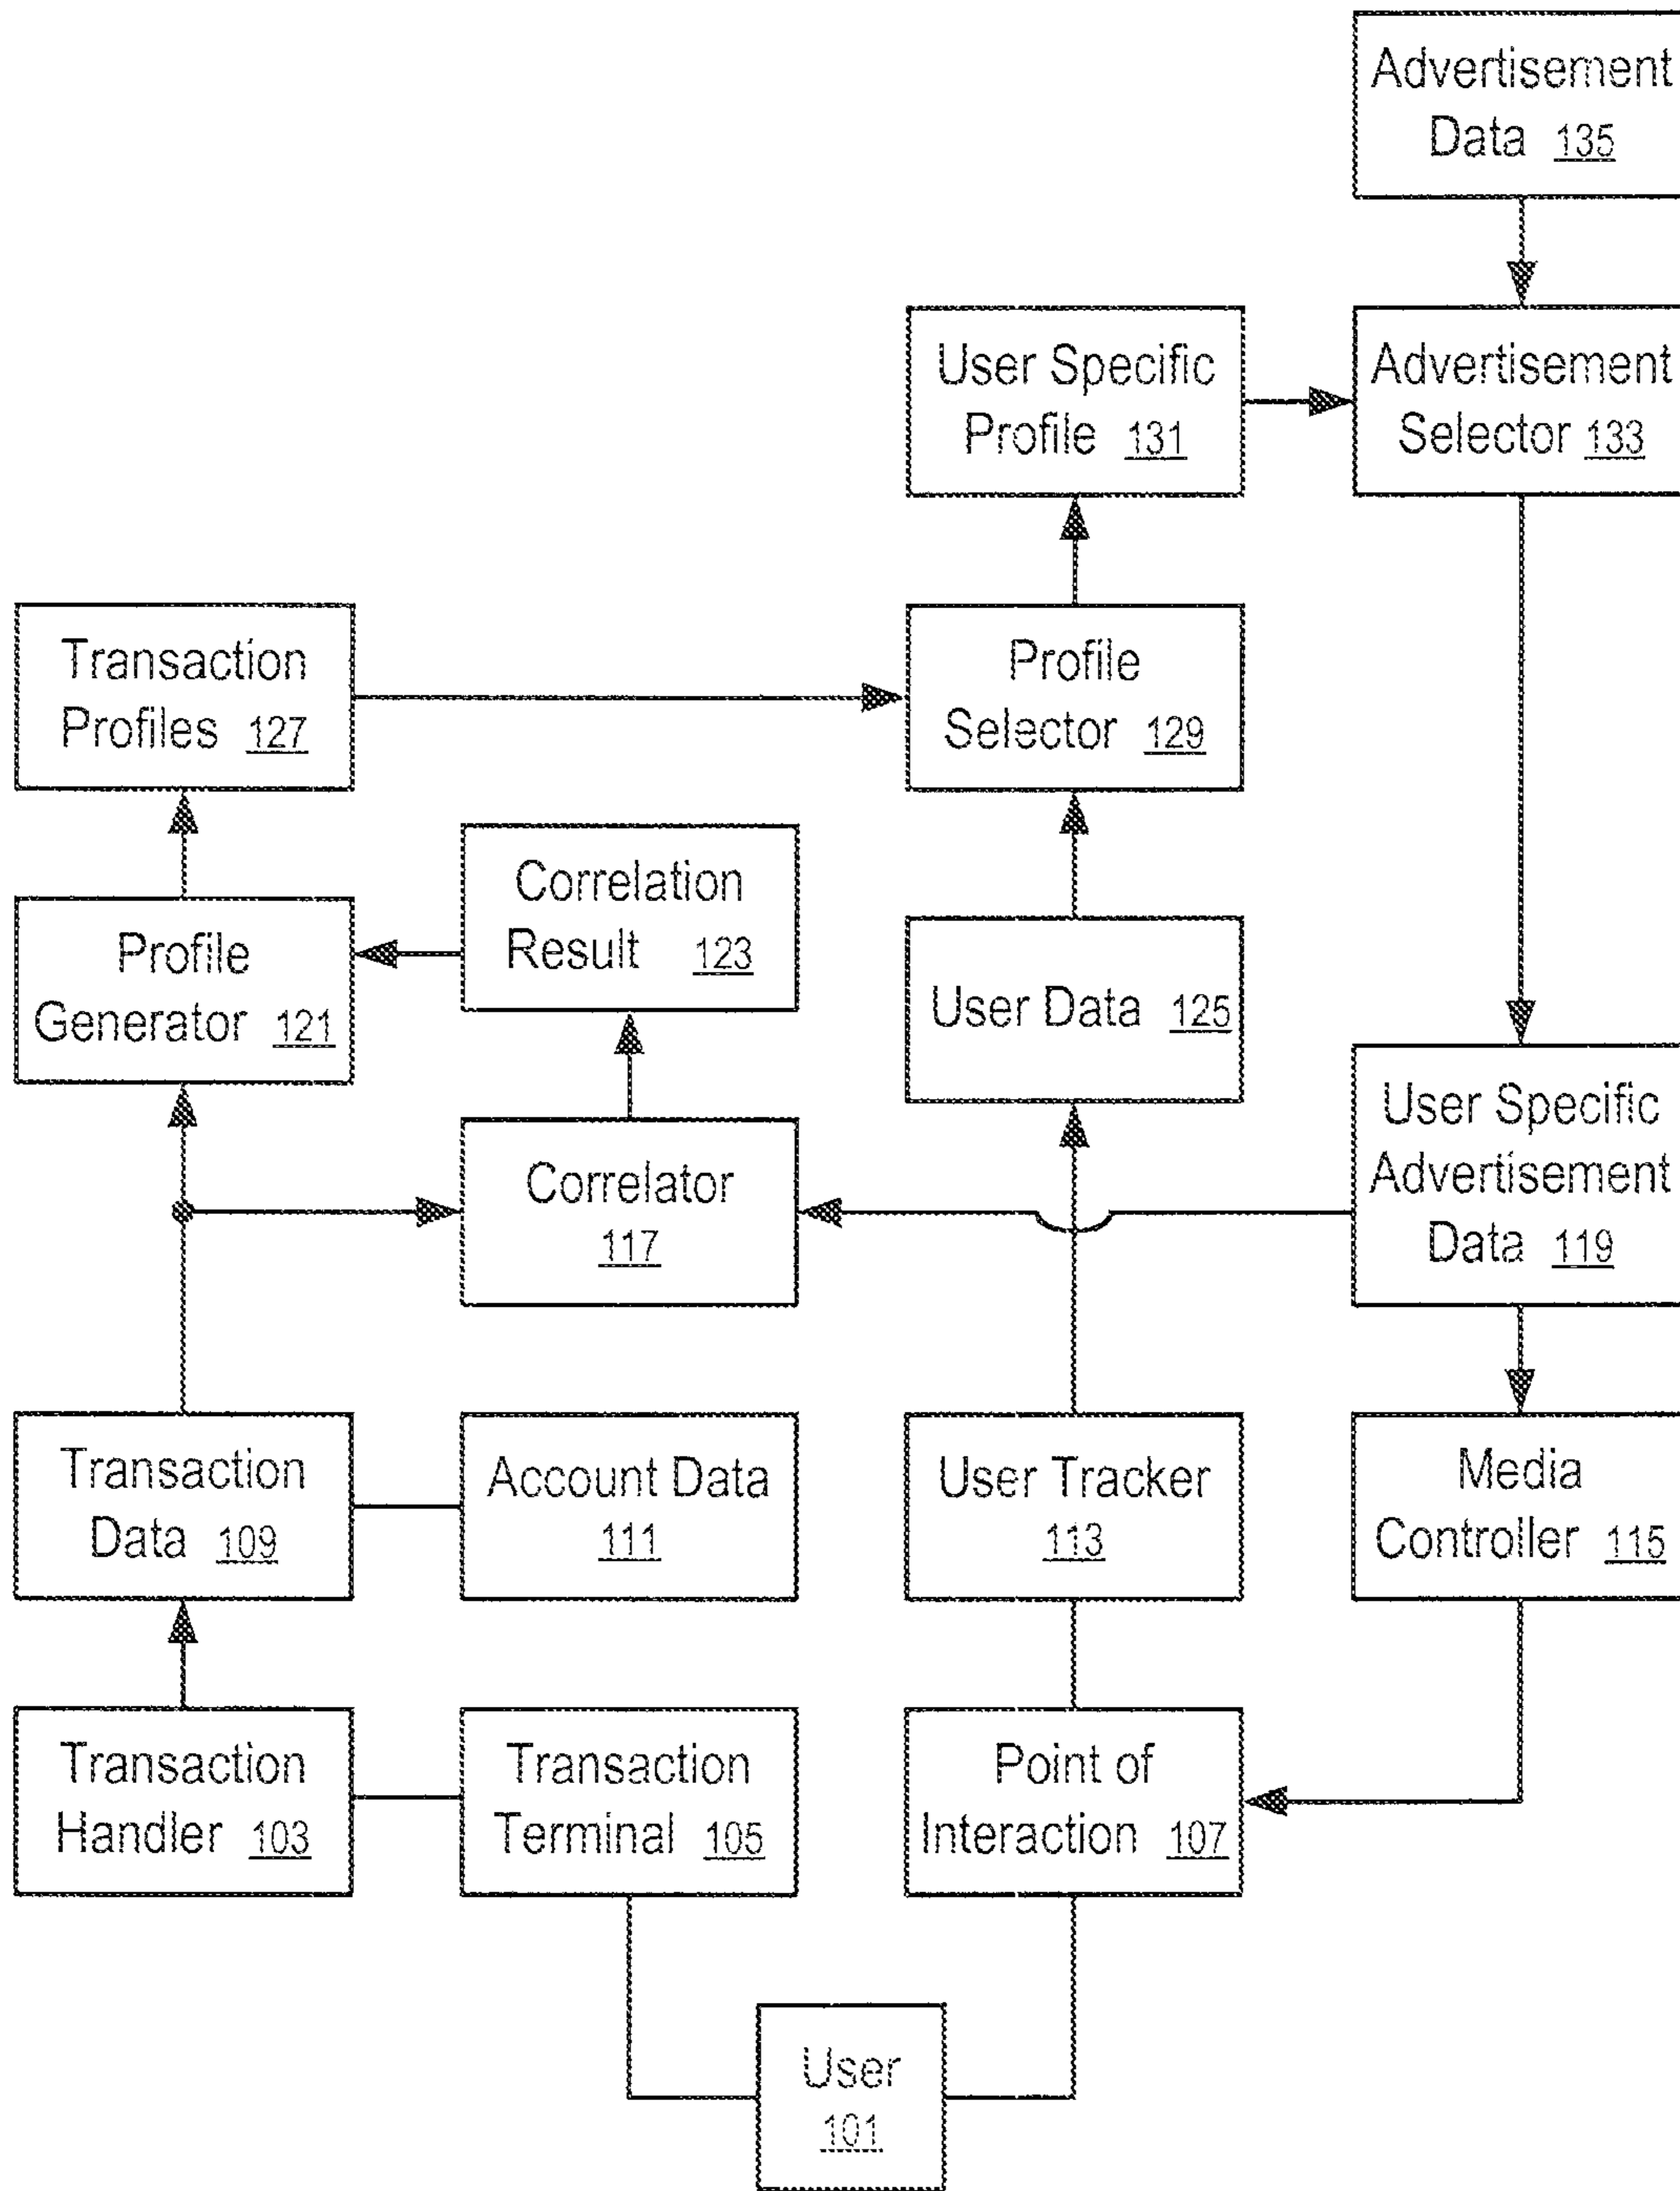 Advertisement
Data 135
User Specific
Profile 131
Advertisement
Selector 133
Transaction
Profiles 127
Profile
Selector 129
Correlation
Result 123
Profile
Generator 121
User Data 125
User Specific
Advertisement
Data 119
Correlator
117
Transaction
Data 109
Account Data
111
User Tracker
113
Media
Controller 115
Transaction
Handler 103
Transaction
Terminal 105
Point of
Interaction 107
User
101